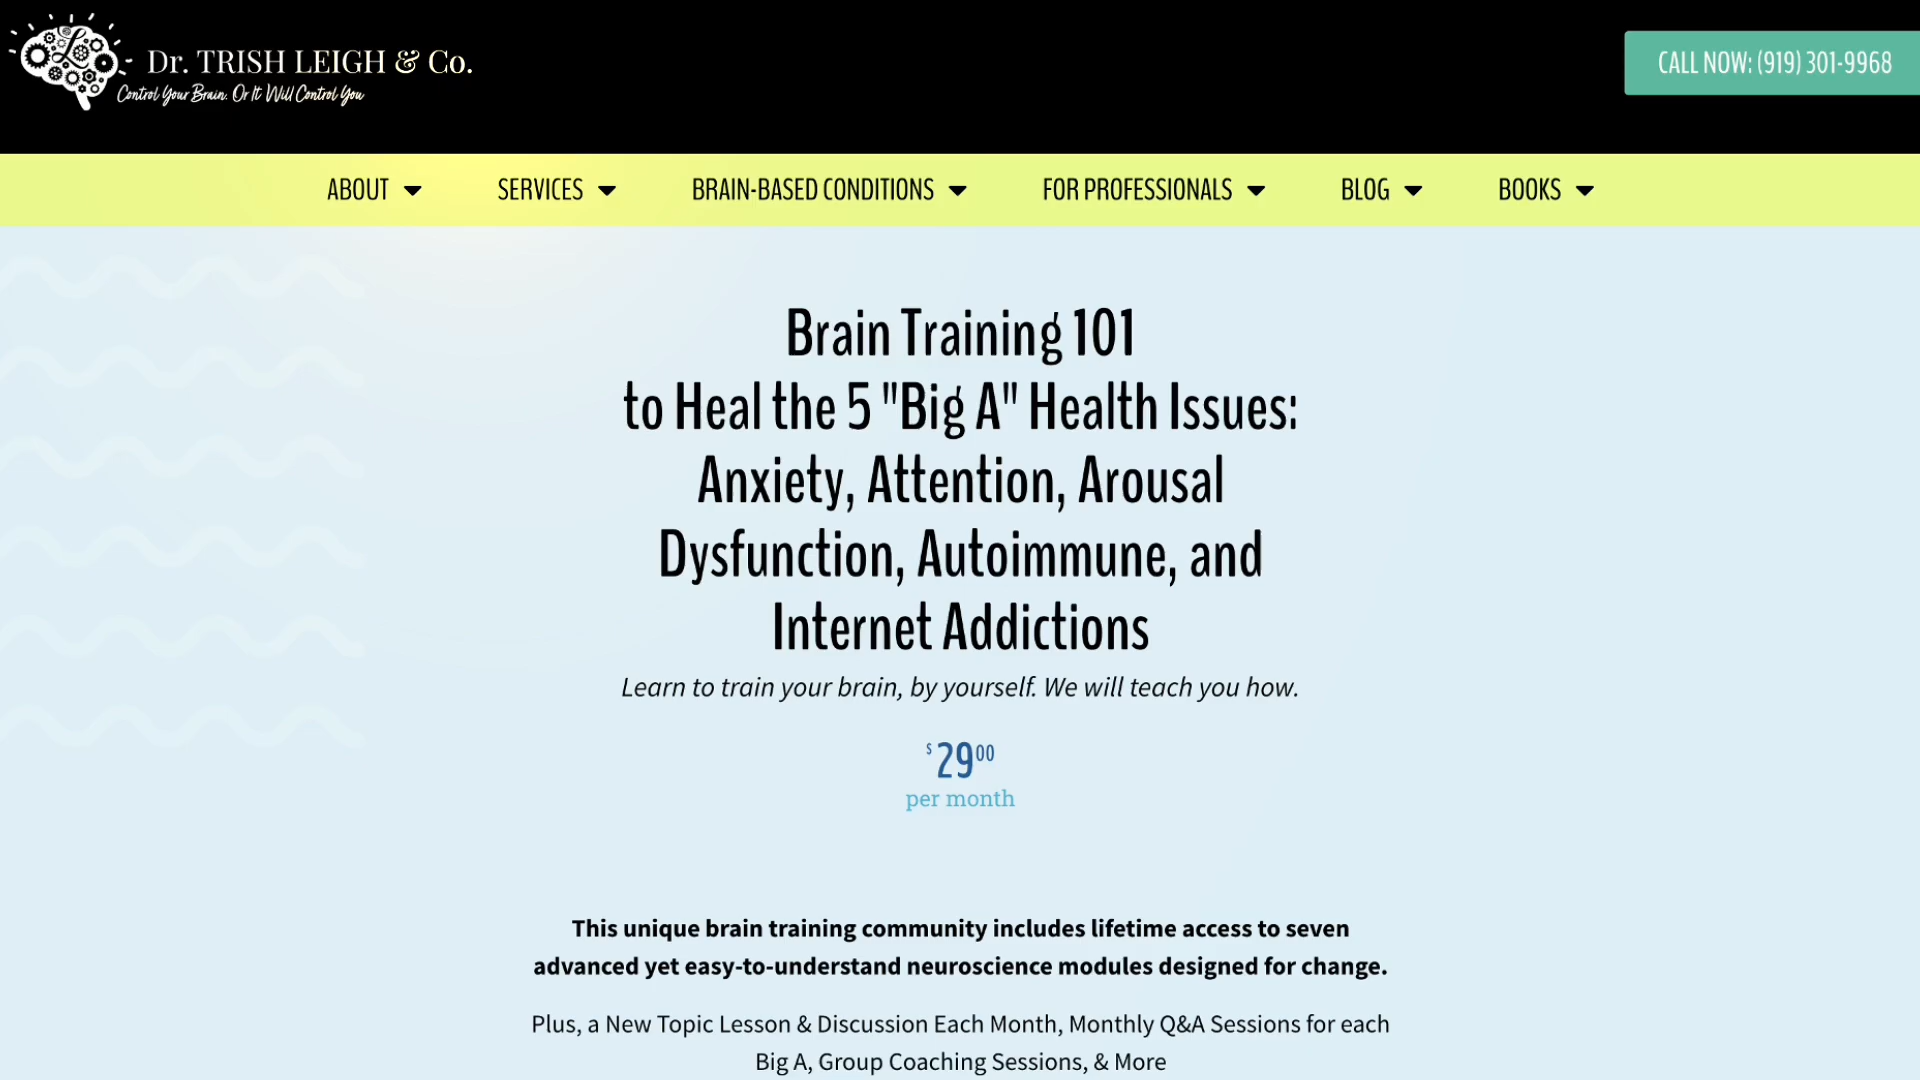 Dr. TRISH LEIGH & Co.
Control Your Brain. Or It Will Control You
CALL NOW: (919) 301-9968
ABOUT
SERVICES
BRAIN-BASED CONDITIONS
FOR PROFESSIONALS
BLOG
BOOKS
Brain Training 101
to Heal the 5 "Big A" Health Issues:
Anxiety, Attention, Arousal
Dysfunction, Autoimmune, and
Internet Addictions
Learn to train your brain, by yourself. We will teach you how.
$2900
per month
This unique brain training community includes lifetime access to seven
advanced yet easy-to-understand neuroscience modules designed for change.
Plus, a New Topic Lesson & Discussion Each Month, Monthly Q&A Sessions for each
Big A, Group Coaching Sessions, & More